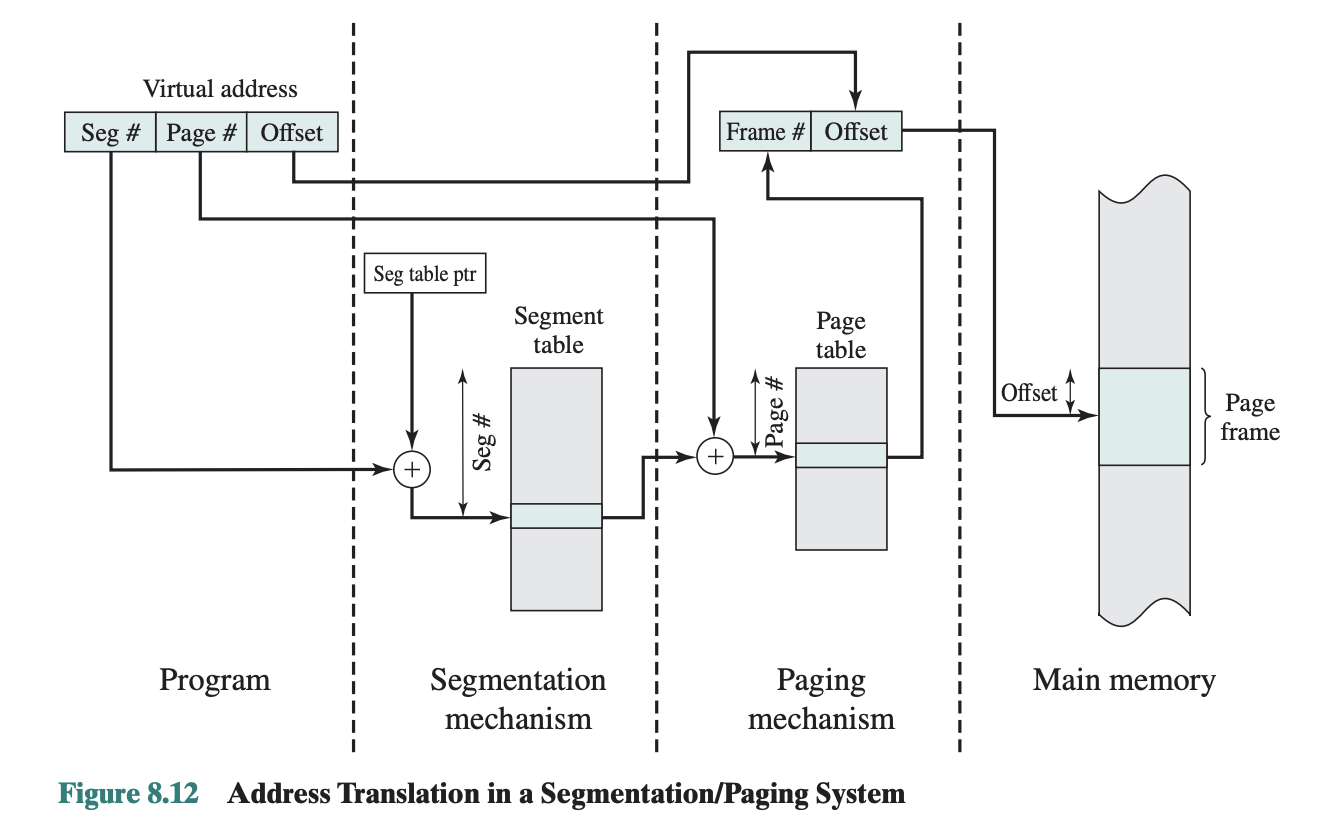 Virtual address
Seg # Page # Offset
Frame # Offset
Seg table ptr
Segment
table
Page
table
Seg #
Page #
Offset
Page
frame
Program
Segmentation
mechanism
Paging
mechanism
Main memory
Figure 8.12 Address Translation in a Segmentation/Paging System